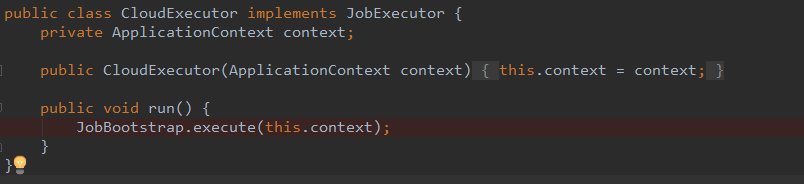 public class CloudExecutor implements JobExecutor {
    private ApplicationContext context;
    public CloudExecutor(ApplicationContext context) { this.context = context; }
    public void run() {
        JobBootstrap.execute(this.context);
    }
}